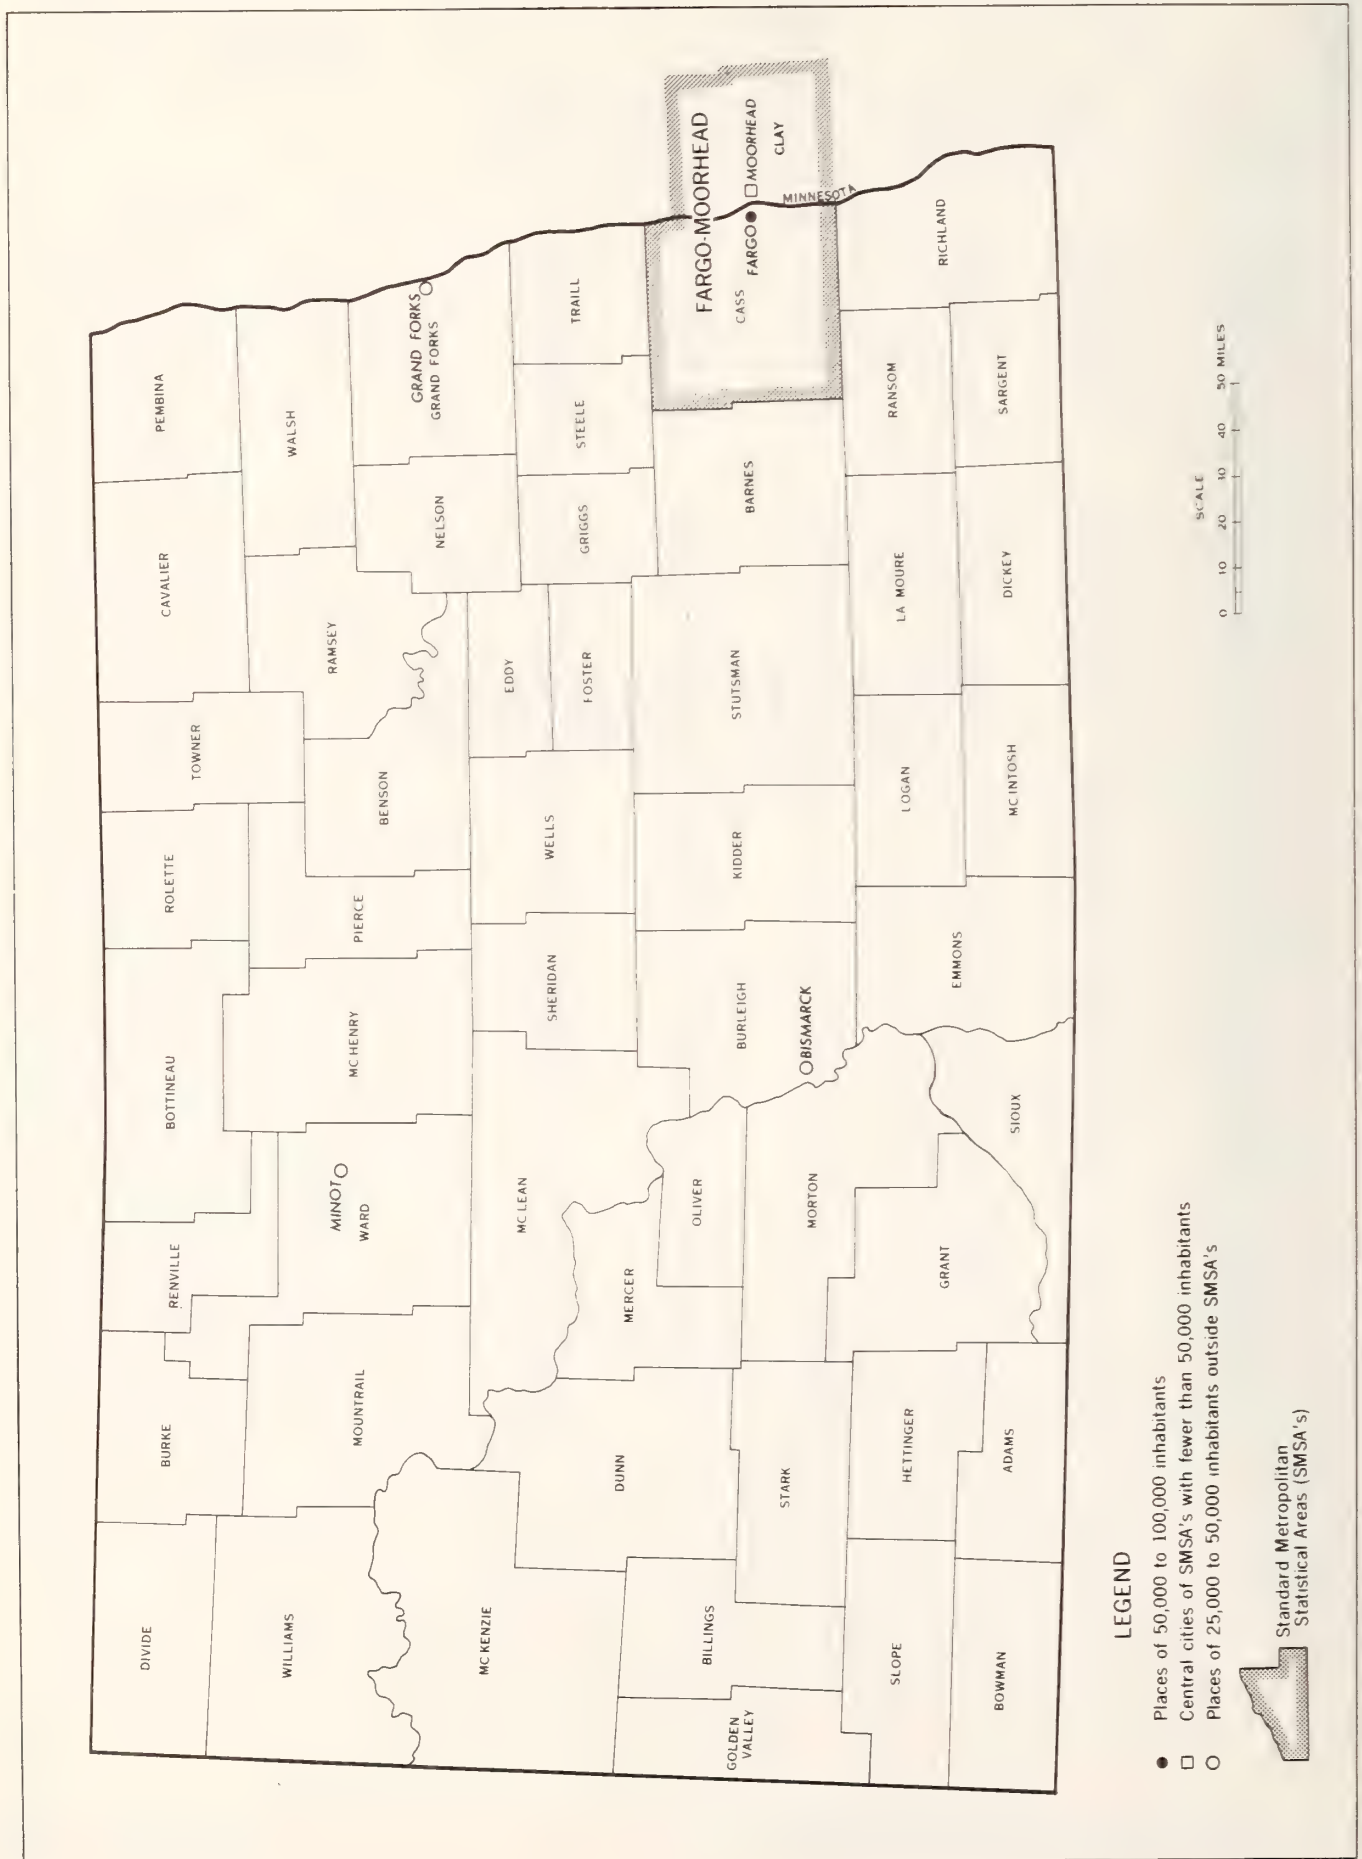 DIVIDE
BURKE
RENVILLE
BOTTINEAU
ROLETTE
TOWNER
CAVALIER
PEMBINA
WILLIAMS
MOUNTRAIL
MINOT
WARD
MC HENRY
PIERCE
BENSON
RAMSEY
WALSH
GRAND FORKS
GRAND FORKS
NELSON
MC KENZIE
DUNN
MC LEAN
MERCER
OLIVER
SHERIDAN
WELLS
EDDY
FOSTER
GRIGGS
STEELE
TRAILL
GOLDEN
VALLEY
BILLINGS
STARK
MORTON
BURLEIGH
BISMARCK
KIDDER
STUTSMAN
BARNES
FARGO-MOORHEAD
CASS
FARGO
MOORHEAD
CLAY
MINNESOTA
SLOPE
HETTINGER
GRANT
SIOUX
EMMONS
LOGAN
LA MOURE
RANSOM
RICHLAND
BOWMAN
ADAMS
MC INTOSH
DICKEY
SARGENT
LEGEND
Places of 50,000 to 100,000 inhabitants
Central cities of SMSA's with fewer than 50,000 inhabitants
Places of 25,000 to 50,000 inhabitants outside SMSA's
Standard Metropolitan
Statistical Areas (SMSA's)
SCALE
0 10 20 30 40 50 MILES